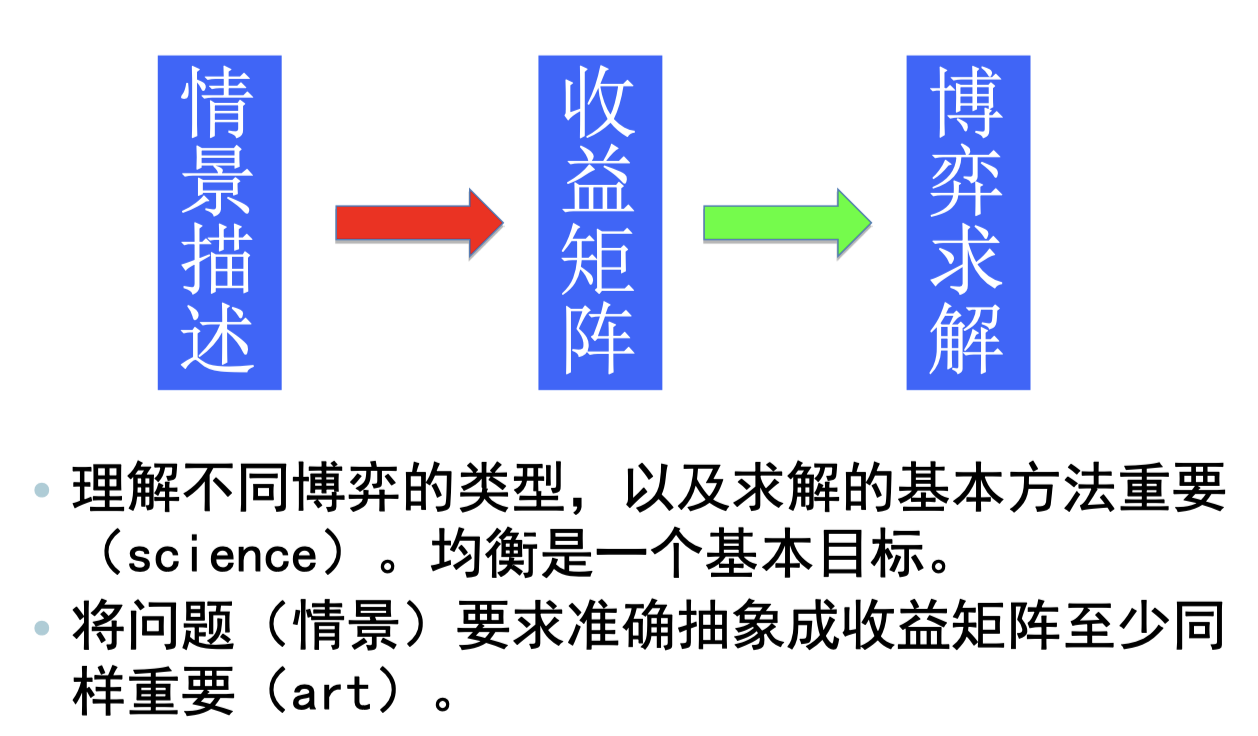 情景描述
收益矩阵
博弈求解
• 理解不同博弈的类型，以及求解的基本方法重要
（science）。均衡是一个基本目标。
• 将问题（情景）要求准确抽象成收益矩阵至少同
样重要（art）。